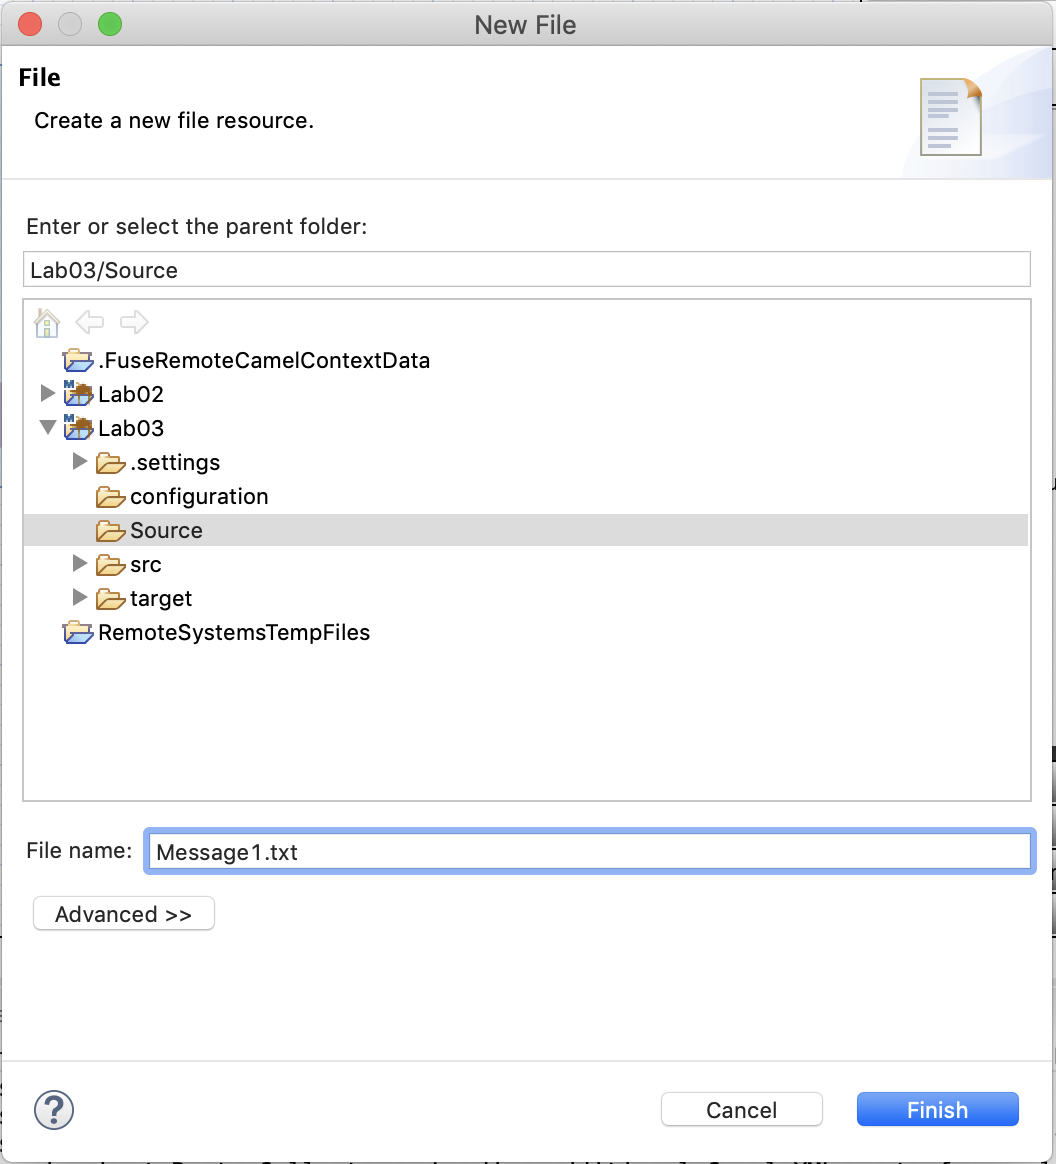 New File
File
Create a new file resource.
Enter or select the parent folder:
Lab03/Source
.FuseRemoteCamelContextData
Lab02
Lab03
.settings
configuration
Source
src
target
RemoteSystemsTempFiles
File name: Message1.txt
Advanced >>
? Cancel Finish